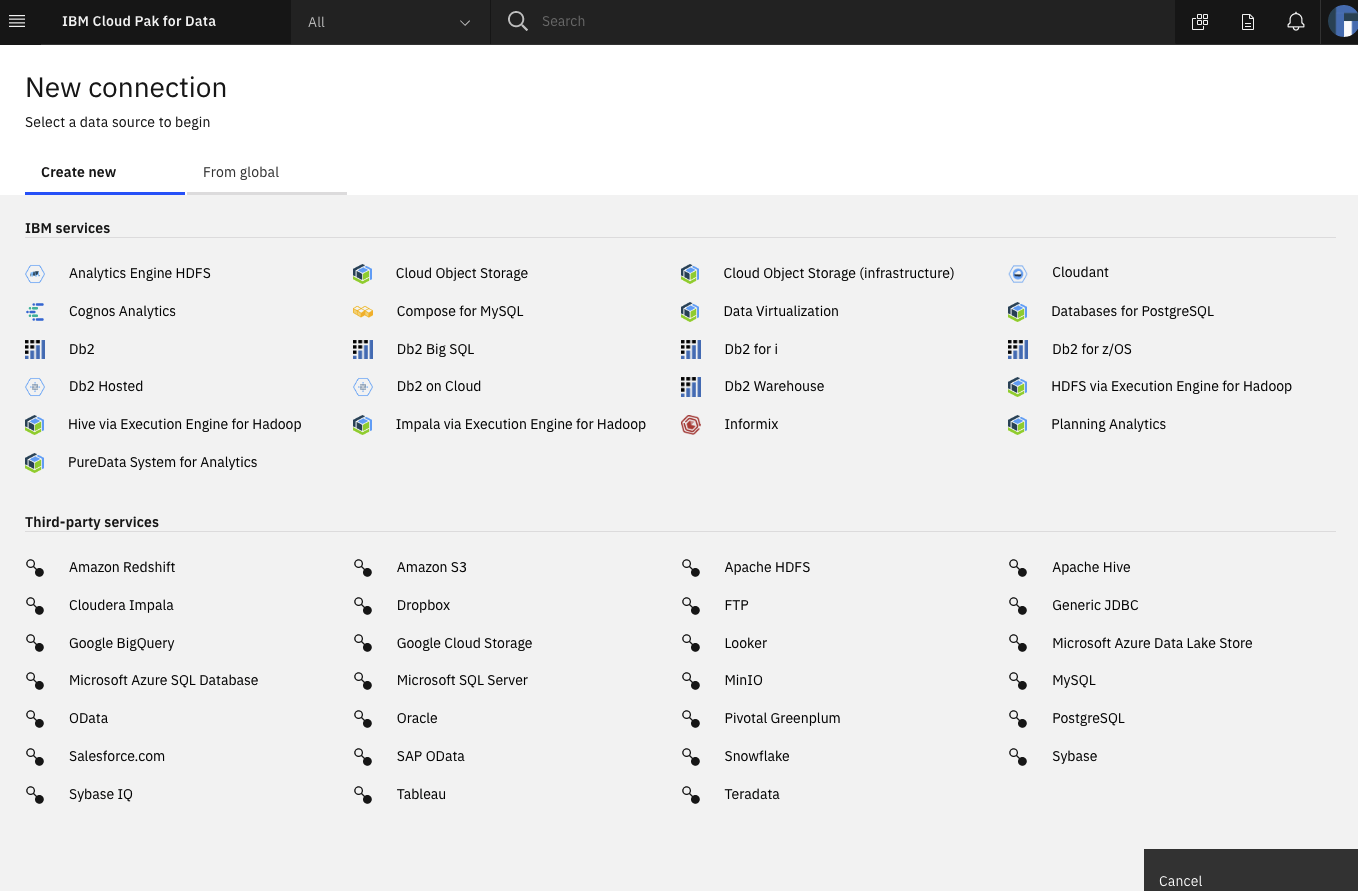 IBM Cloud Pak for Data
All
Search
New connection
Select a data source to begin
Create new From global
IBM services
Analytics Engine HDFS Cloud Object Storage Cloud Object Storage (infrastructure) Cloudant
Cognos Analytics Compose for MySQL Data Virtualization Databases for PostgreSQL
Db2 Db2 Big SQL Db2 for i Db2 for z/OS
Db2 Hosted Db2 on Cloud Db2 Warehouse HDFS via Execution Engine for Hadoop
Hive via Execution Engine for Hadoop Impala via Execution Engine for Hadoop Informix Planning Analytics
PureData System for Analytics
Third-party services
Amazon Redshift Amazon S3 Apache HDFS Apache Hive
Cloudera Impala Dropbox FTP Generic JDBC
Google BigQuery Google Cloud Storage Looker Microsoft Azure Data Lake Store
Microsoft Azure SQL Database Microsoft SQL Server MinIO MySQL
OData Oracle Pivotal Greenplum PostgreSQL
Salesforce.com SAP OData Snowflake Sybase
Sybase IQ Tableau Teradata
Cancel